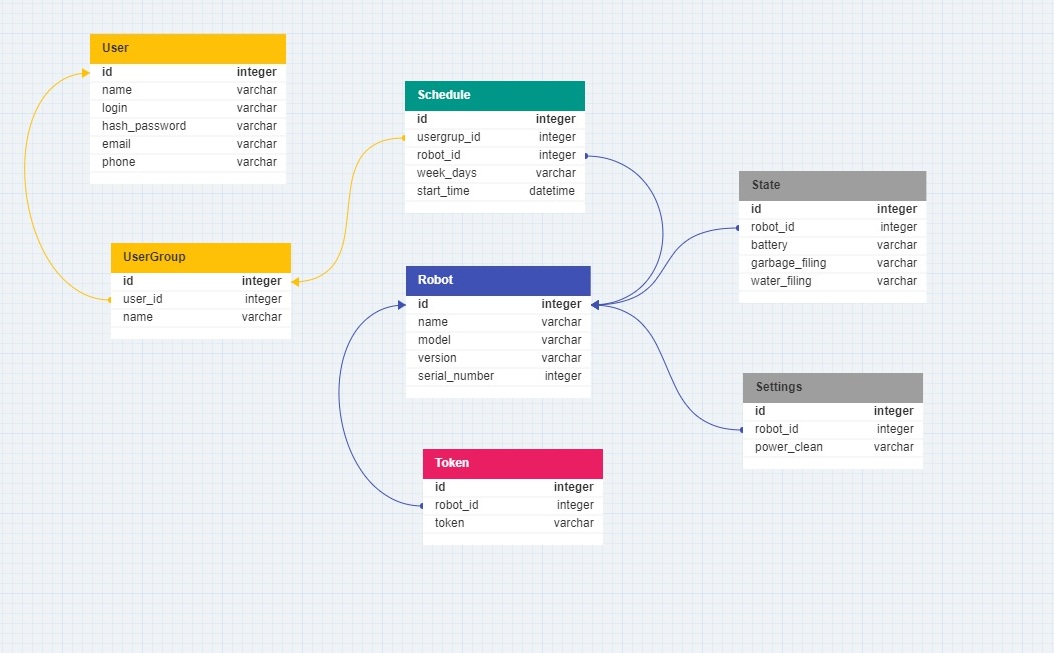 User
id integer
name varchar
login varchar
hash_password varchar
email varchar
phone varchar
UserGroup
id integer
user_id integer
name varchar
Schedule
id integer
usergrup_id integer
robot_id integer
week_days varchar
start_time datetime
Robot
id integer
name varchar
model varchar
version varchar
serial_number integer
Token
id integer
robot_id integer
token varchar
State
id integer
robot_id integer
battery varchar
garbage_filing varchar
water_filing varchar
Settings
id integer
robot_id integer
power_clean varchar